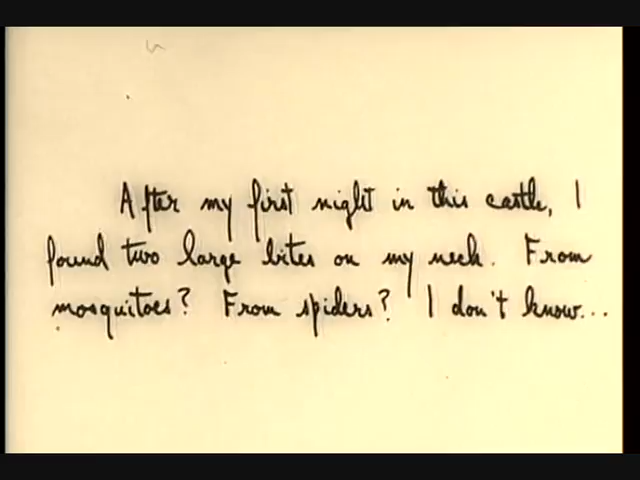 After my first night in this castle, I
found two large bites on my neck. From
mosquitoes? From spiders? I don't know...